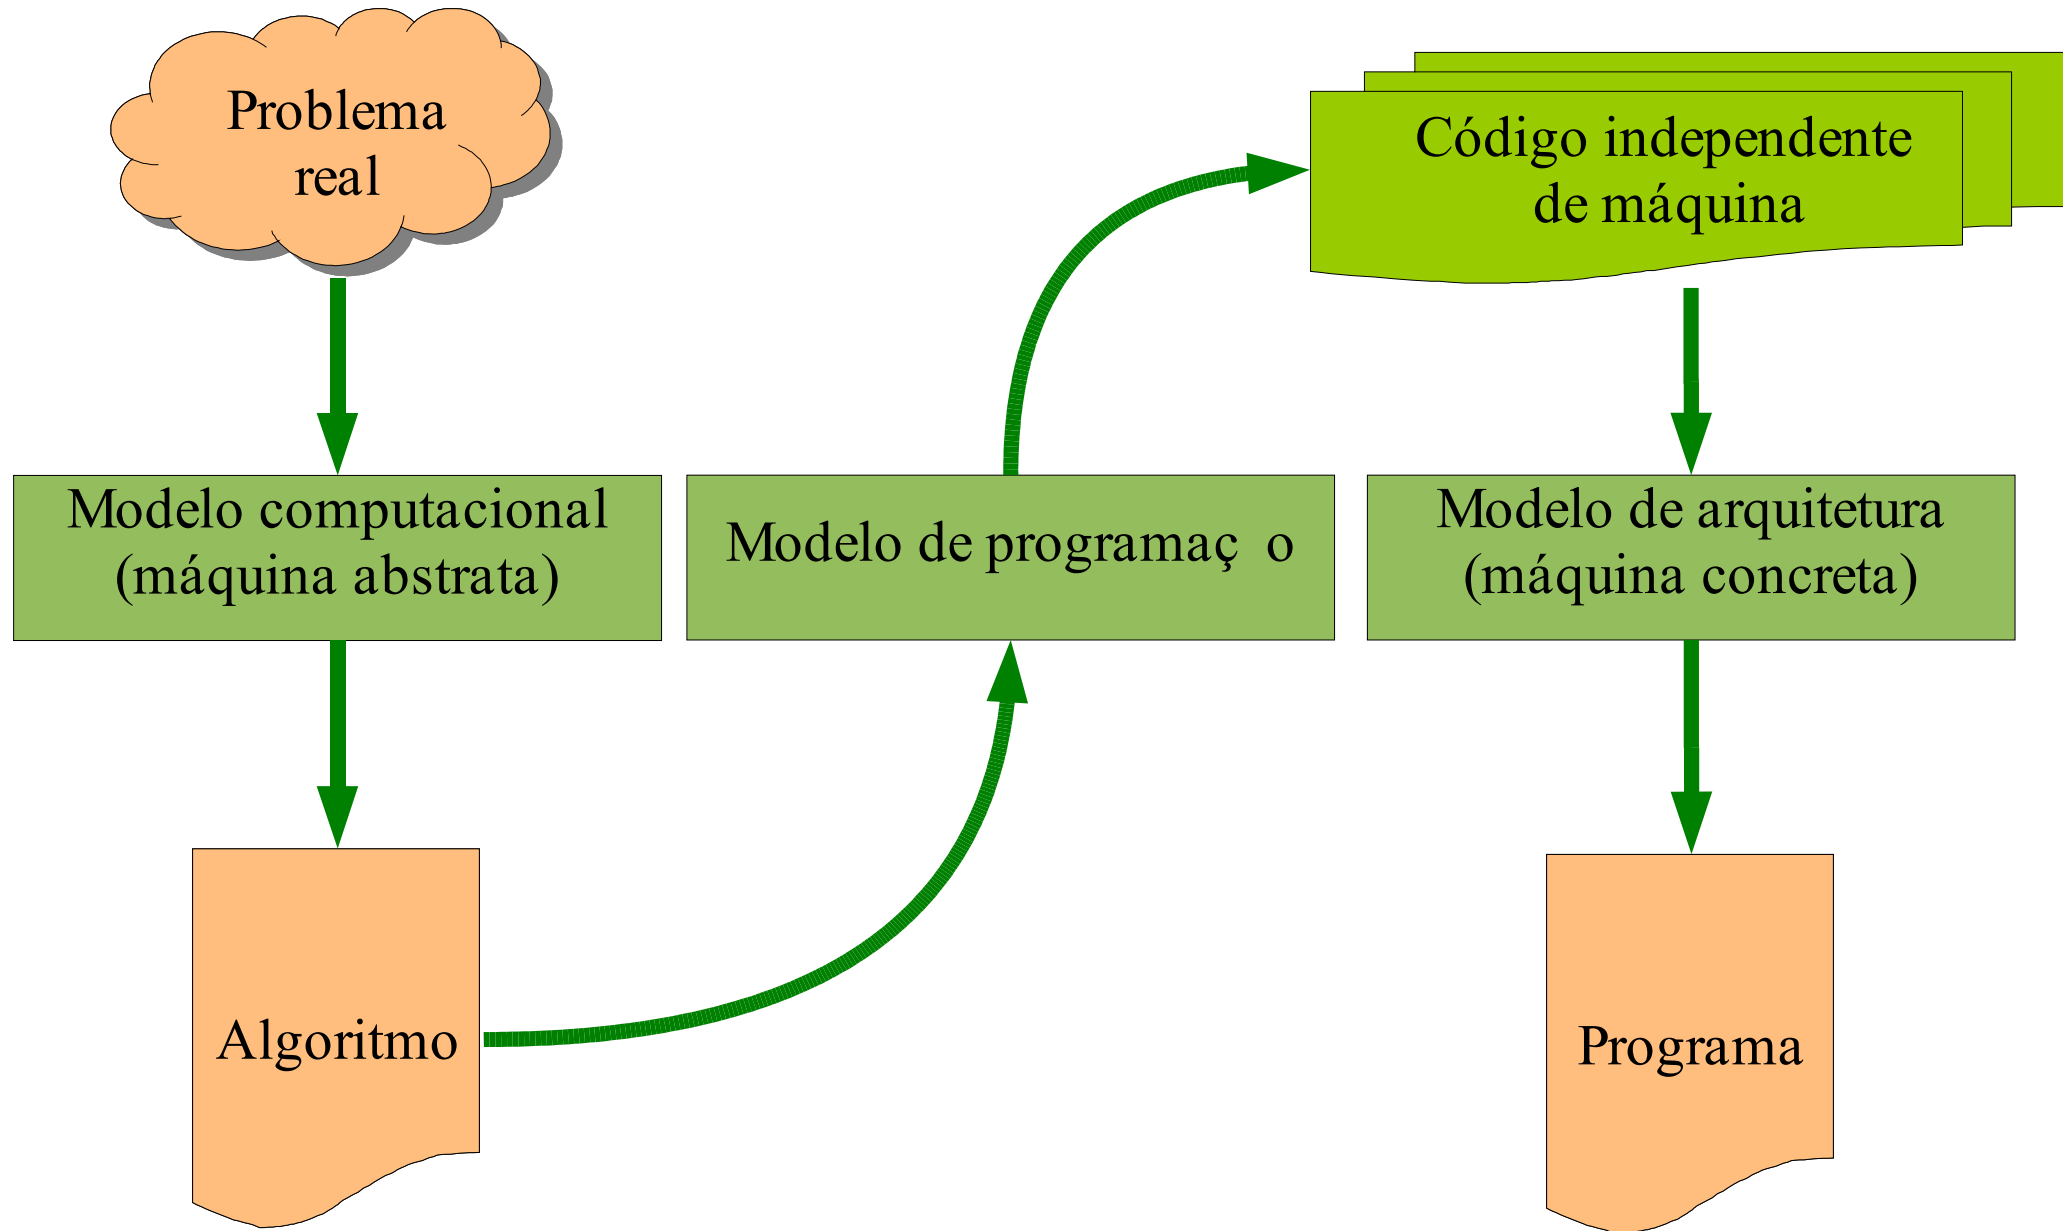 Problema
real
Modelo computacional
(máquina abstrata)
Algoritmo
Modelo de programaç o
Código independente
de máquina
Modelo de arquitetura
(máquina concreta)
Programa